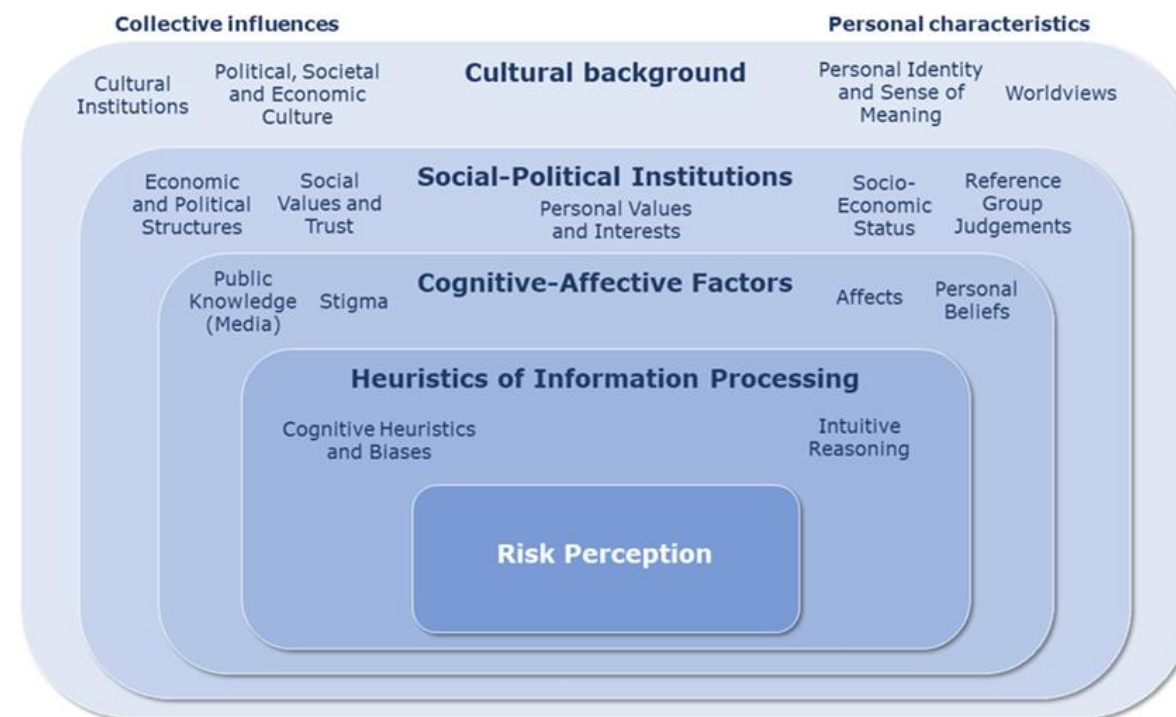 Collective influences
Personal characteristics
Cultural
Institutions
Political, Societal
and Economic
Culture
Cultural background
Personal Identity
and Sense of
Meaning
Worldviews
Economic
and Political
Structures
Social
Values and
Trust
Social-Political Institutions
Personal Values
and Interests
Socio-
Economic
Status
Reference
Group
Judgements
Public
Knowledge
(Media)
Stigma
Cognitive-Affective Factors
Affects
Personal
Beliefs
Heuristics of Information Processing
Cognitive Heuristics
and Biases
Intuitive
Reasoning
Risk Perception